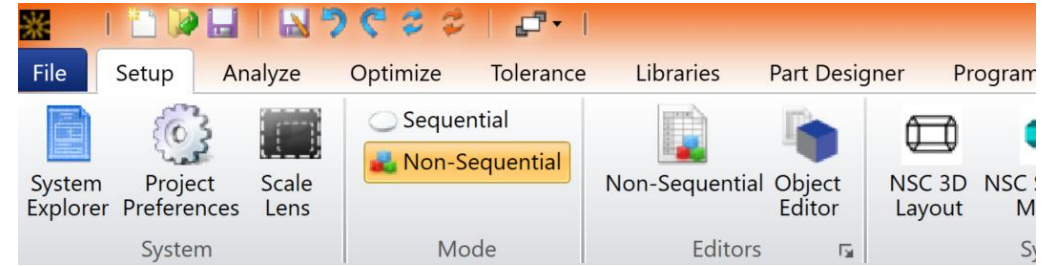 File Setup Analyze Optimize Tolerance Libraries Part Designer
Sequential
Non-Sequential
System Explorer
Project Preferences
Scale Lens
Non-Sequential
Object Editor
NSC 3D Layout
NSC
System Mode Editors